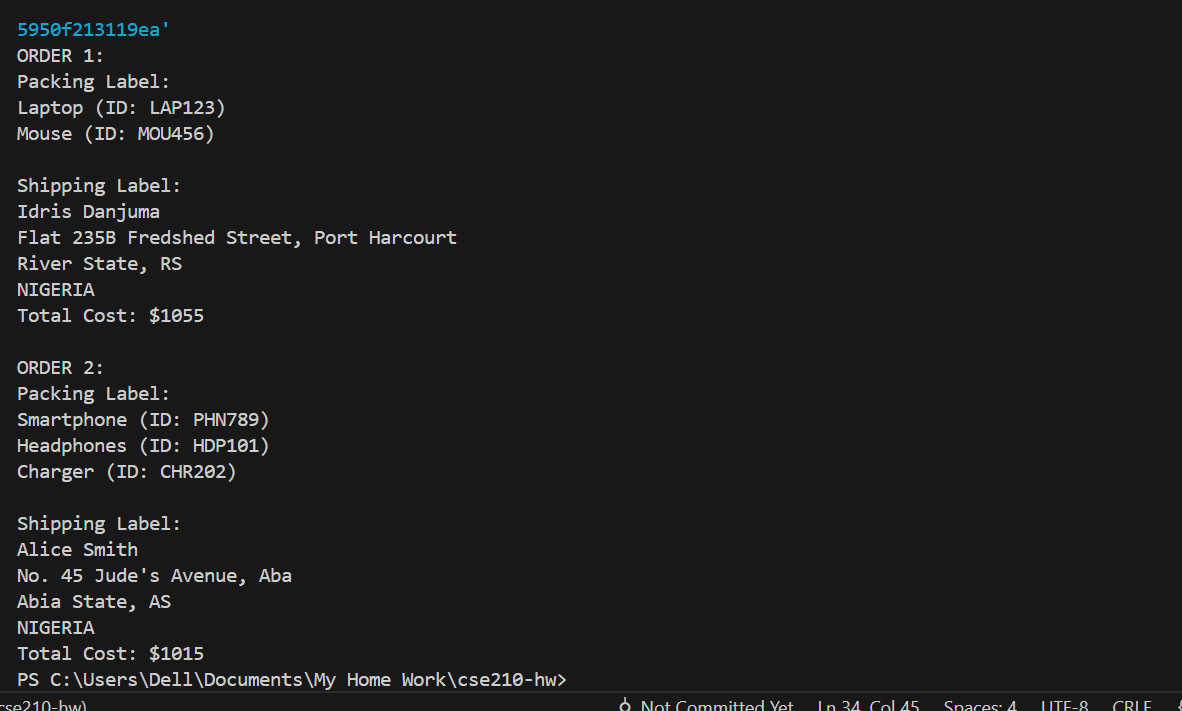 5950f213119ea'
ORDER 1:
Packing Label:
Laptop (ID: LAP123)
Mouse (ID: MOU456)
Shipping Label:
Idris Danjuma
Flat 235B Fredshed Street, Port Harcourt
River State, RS
NIGERIA
Total Cost: $1055
ORDER 2:
Packing Label:
Smartphone (ID: PHN789)
Headphones (ID: HDP101)
Charger (ID: CHR202)
Shipping Label:
Alice Smith
No. 45 Jude's Avenue, Aba
Abia State, AS
NIGERIA
Total Cost: $1015
PS C:\Users\Dell\Documents\My Home Work\cse210-hw>
cse210-hw) Not Committed Yet Ln 34, Col 45 Spaces: 4 UTF-8 CRLF {